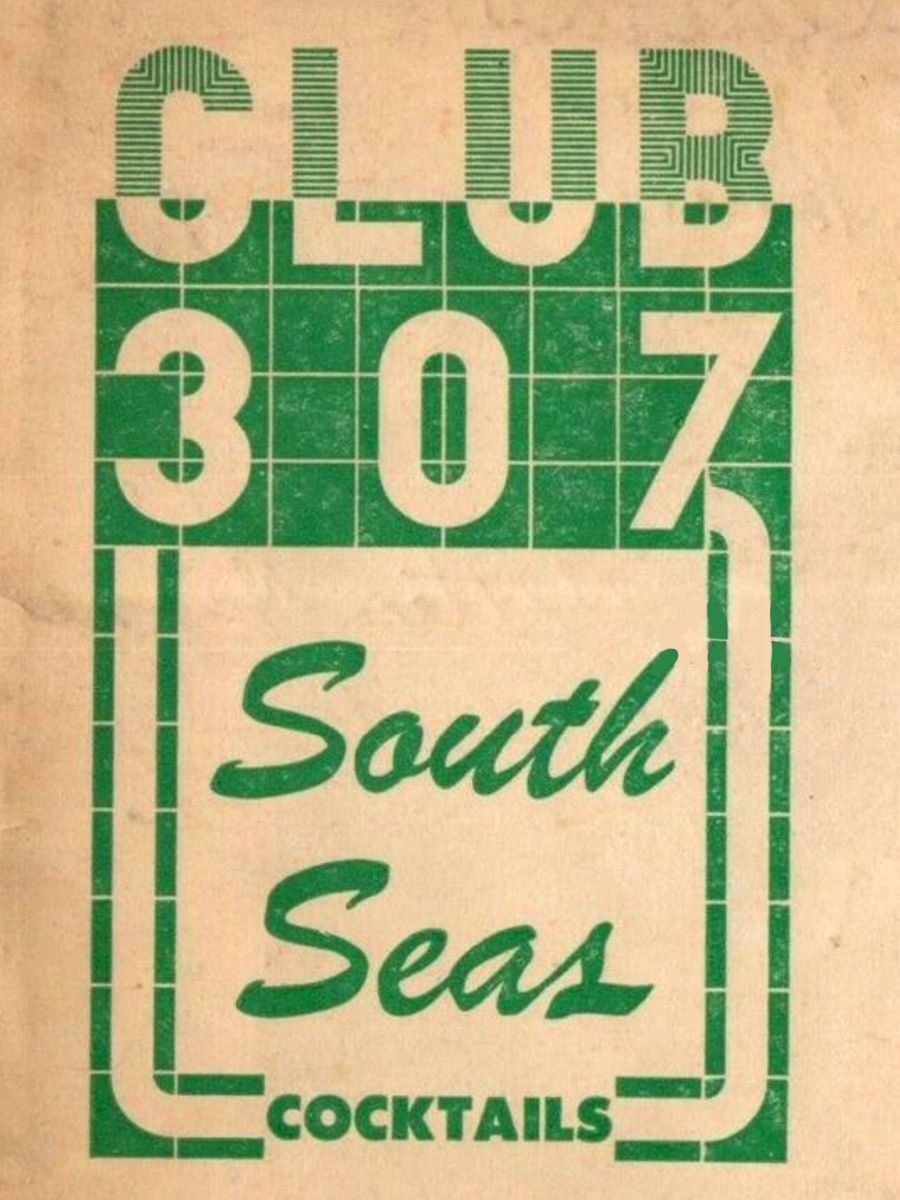 CLUB
307
South
Seas
COCKTAILS